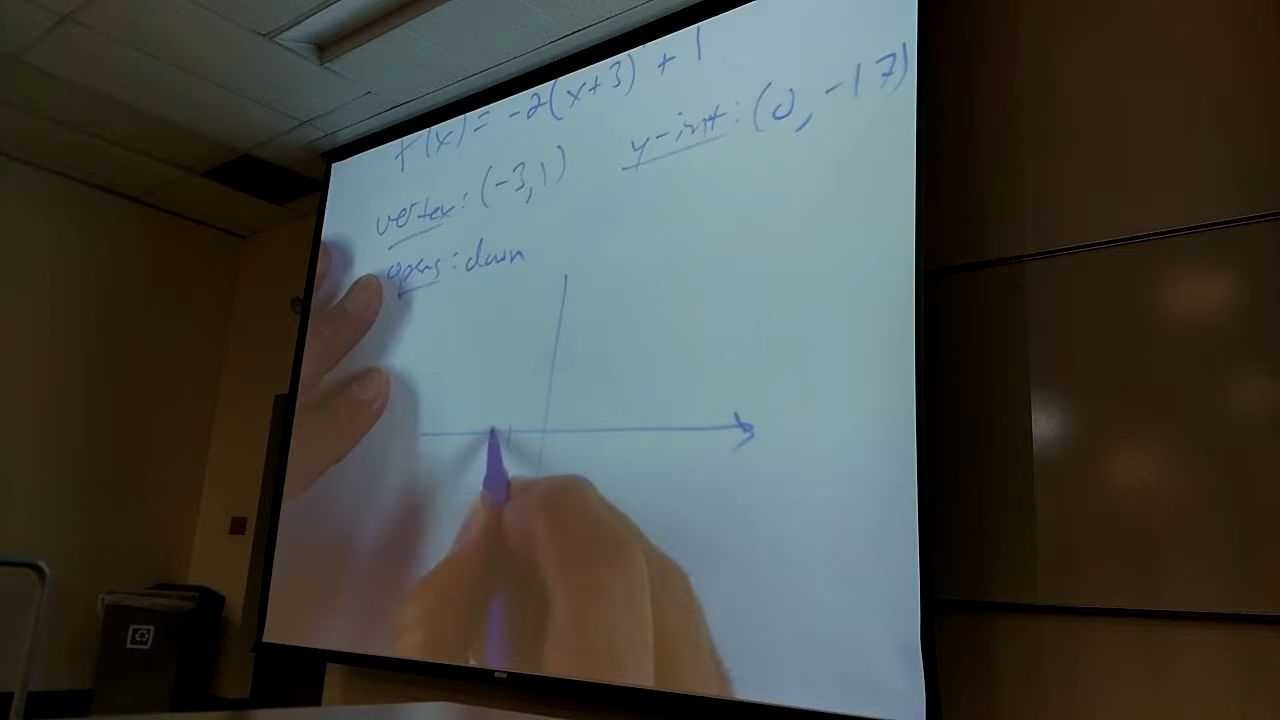 f(x) = -2(x+3)' + 1
vertex: (-3,1)
y-int: (0, -17)
opens: down